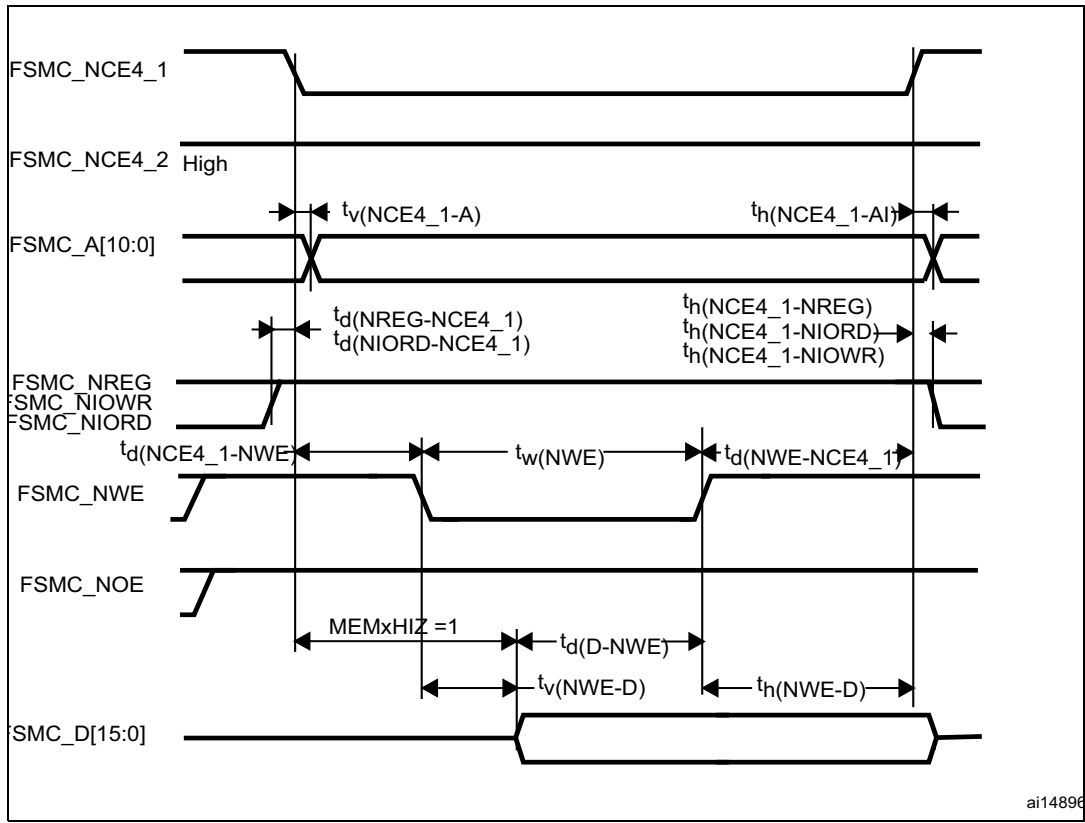 FSMC_NCE4_1
FSMC_NCE4_2 High
tv(NCE4_1-A)
th(NCE4_1-AI)
FSMC_A[10:0]
td(NREG-NCE4_1)
td(NIORD-NCE4_1)
th(NCE4_1-NREG)
th(NCE4_1-NIORD)
th(NCE4_1-NIOWR)
FSMC_NREG
FSMC_NIOWR
FSMC_NIORD
td(NCE4_1-NWE)
tw(NWE)
td(NWE-NCE4_1)
FSMC_NWE
FSMC_NOE
MEMxHIZ =1
td(D-NWE)
tv(NWE-D)
th(NWE-D)
FSMC_D[15:0]
ai14896